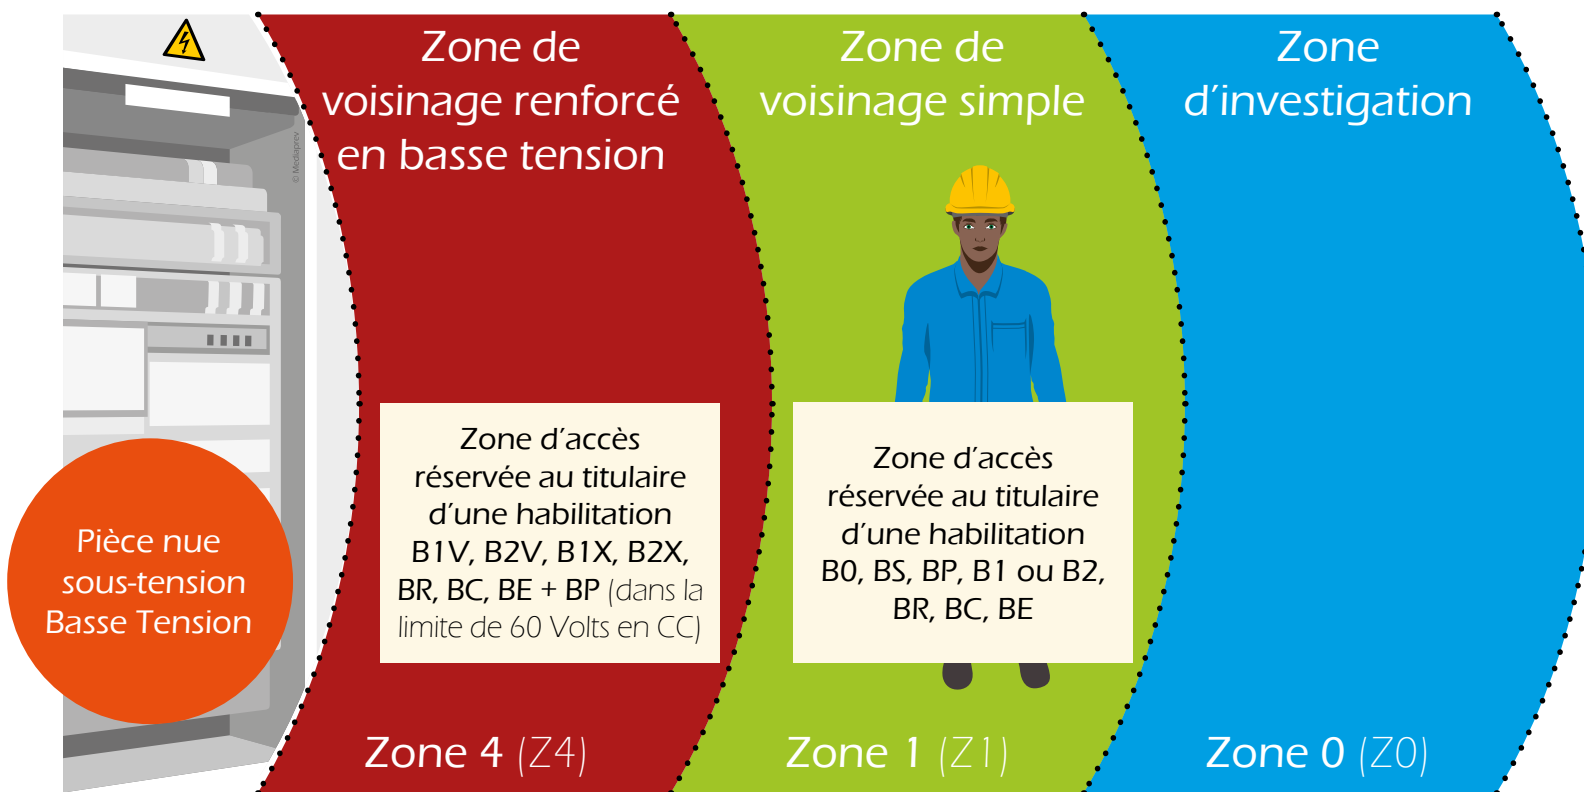 Zone de
voisinage renforcé
en basse tension
Zone de
voisinage simple
Zone
d'investigation
© Mediaprev
Zone d'accès
réservée au titulaire
d'une habilitation
B1V, B2V, B1X, B2X,
BR, BC, BE + BP (dans la
limite de 60 Volts en CC)
Zone d'accès
réservée au titulaire
d'une habilitation
B0, BS, BP, B1 ou B2,
BR, BC, BE
Pièce nue
sous-tension
Basse Tension
Zone 4 (Z4)
Zone 1 (Z1)
Zone 0 (Z0)